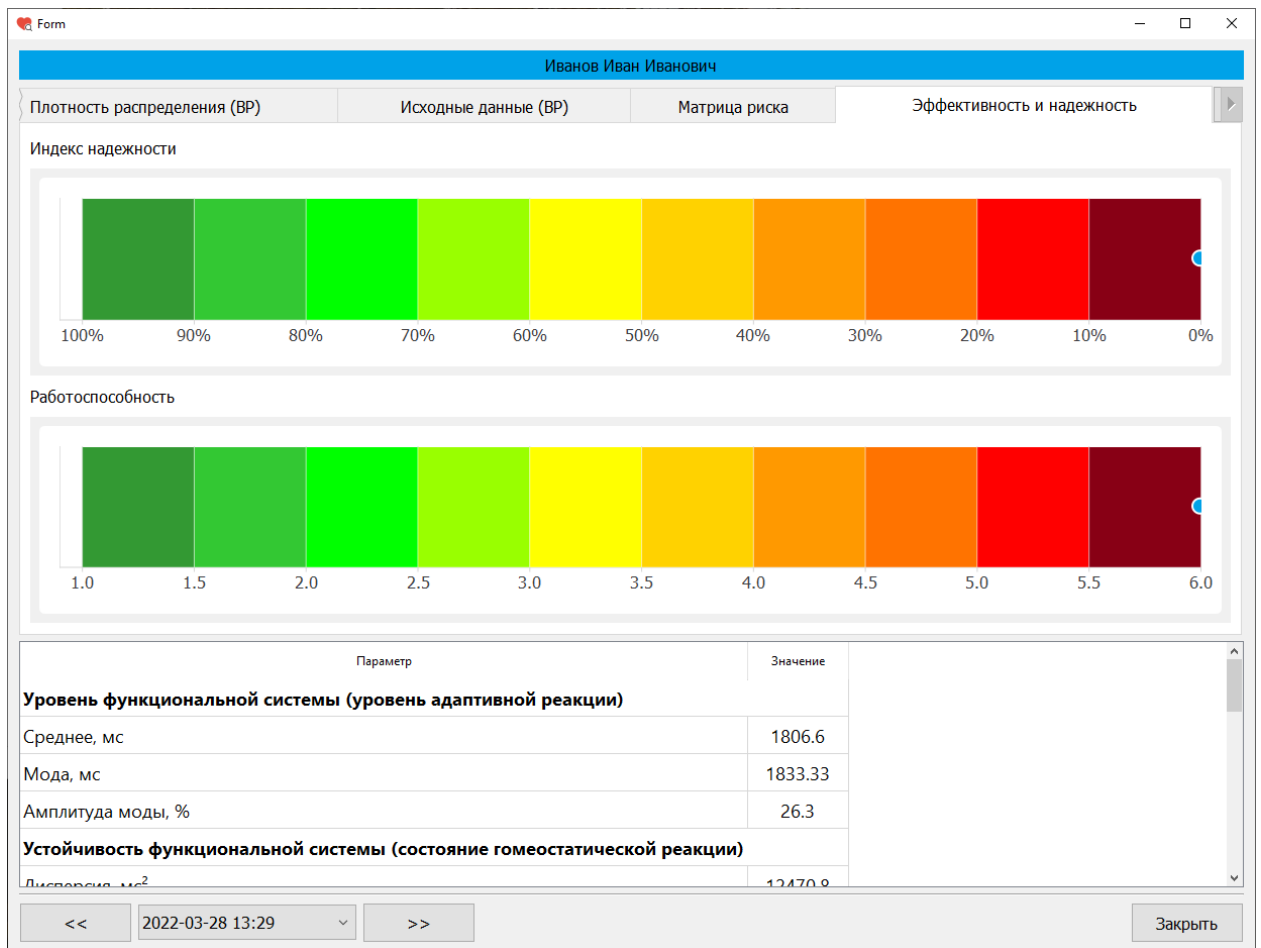 Form
Иванов Иван Иванович
Плотность распределения (ВР) Исходные данные (ВР) Матрица риска Эффективность и надежность
Индекс надежности
100% 90% 80% 70% 60% 50% 40% 30% 20% 10% 0%
Работоспособность
1.0 1.5 2.0 2.5 3.0 3.5 4.0 4.5 5.0 5.5 6.0
Параметр Значение
Уровень функциональной системы (уровень адаптивной реакции)
Среднее, мс 1806.6
Мода, мс 1833.33
Амплитуда моды, % 26.3
Устойчивость функциональной системы (состояние гомеостатической реакции)
Дисперсия, мс² 12470.8
<< 2022-03-28 13:29 >> Закрыть